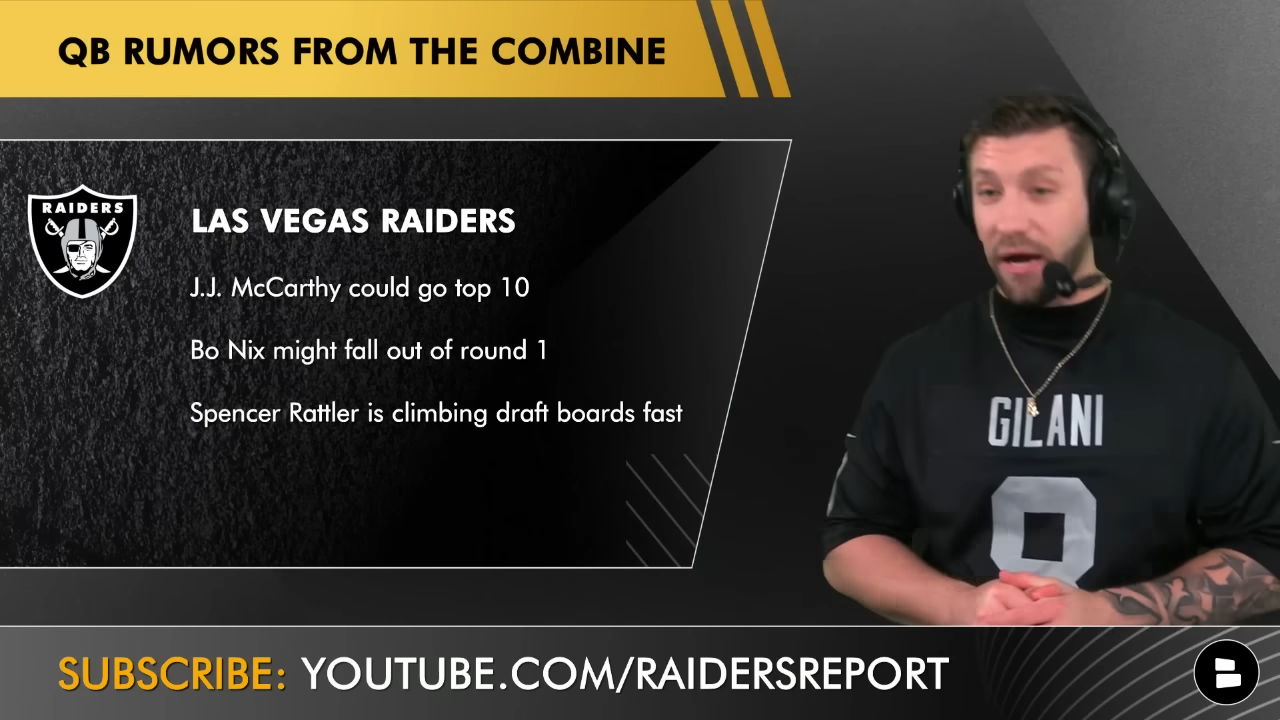 QB RUMORS FROM THE COMBINE
RAIDERS
LAS VEGAS RAIDERS
J.J. McCarthy could go top 10
Bo Nix might fall out of round 1
Spencer Rattler is climbing draft boards fast
GILANI
8
SUBSCRIBE: YOUTUBE.COM/RAIDERSREPORT